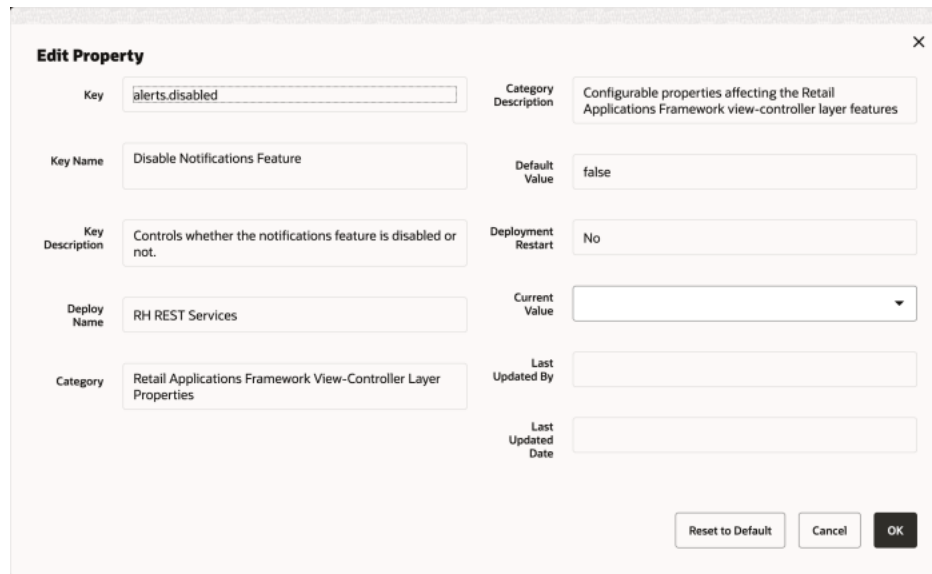 Edit Property
Key
alerts.disabled
Key Name
Disable Notifications Feature
Key
Description
Controls whether the notifications feature is disabled or
not.
Deploy
Name
RH REST Services
Category
Retail Applications Framework View-Controller Layer
Properties
Category
Description
Configurable properties affecting the Retail
Applications Framework view-controller layer features
Default
Value
false
Deployment
Restart
No
Current
Value
Last
Updated By
Last
Updated
Date
Reset to Default
Cancel
OK